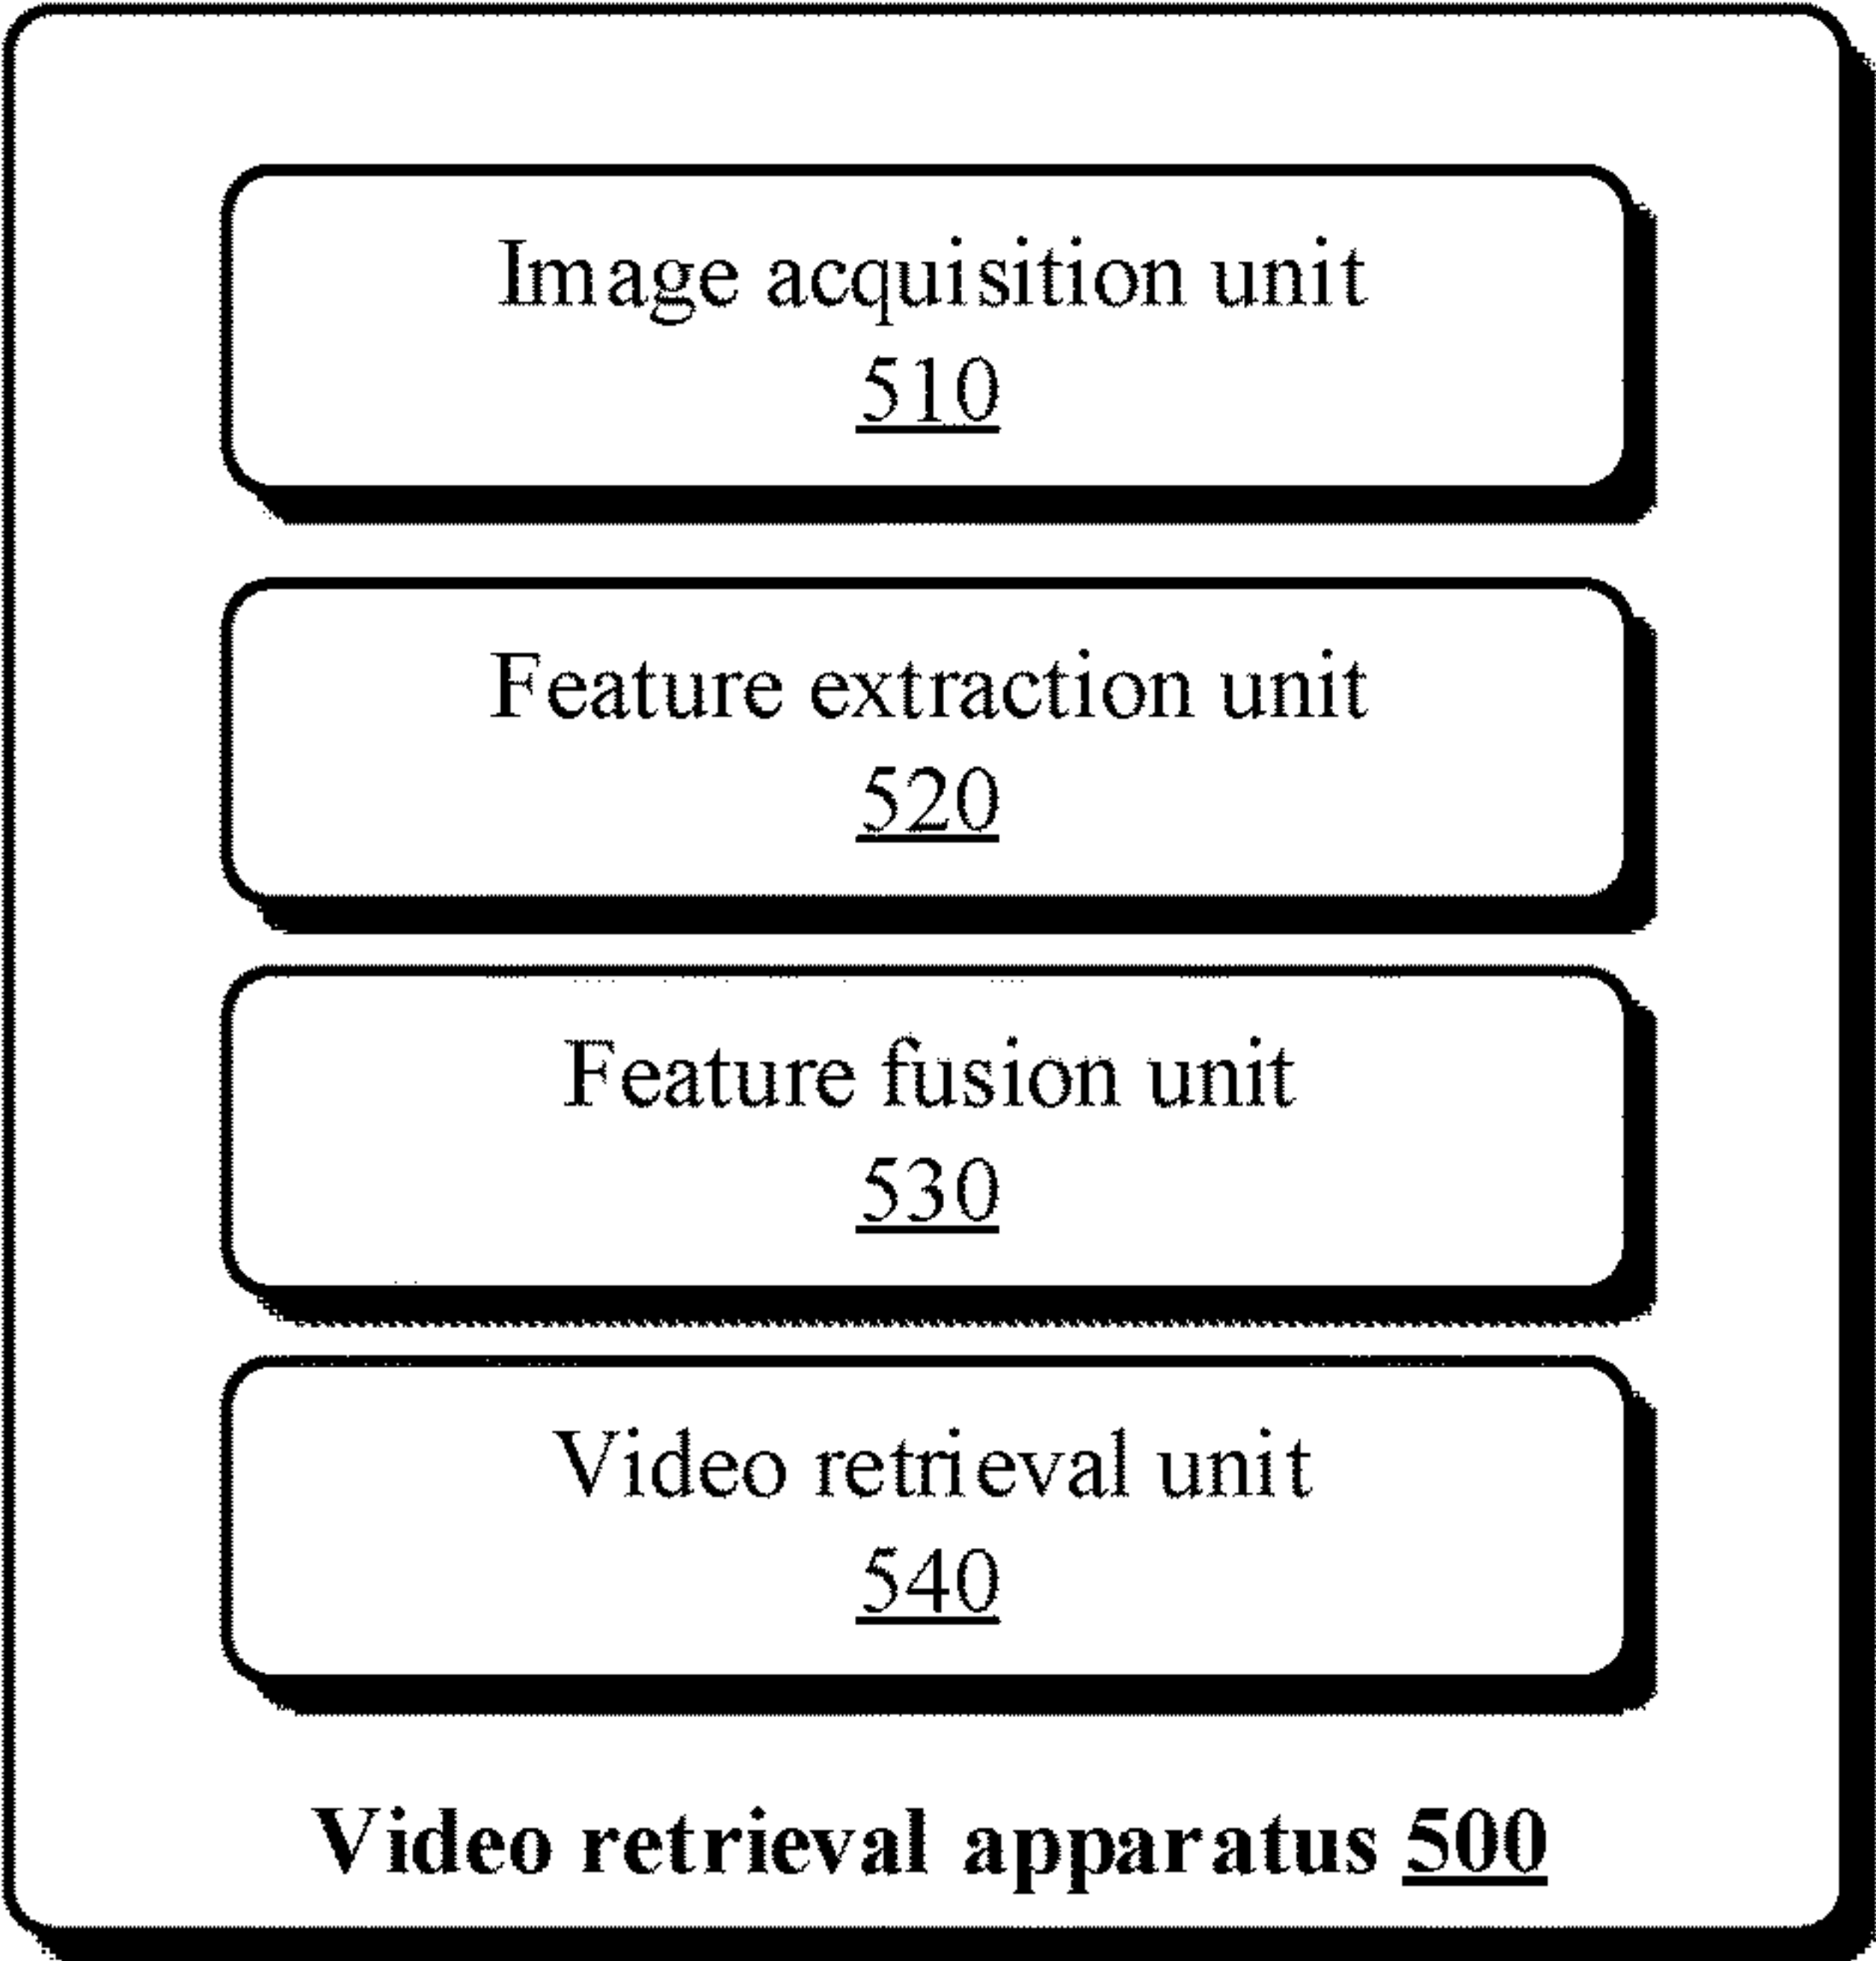 Image acquisition unit
510
Feature extraction unit
520
Feature fusion unit
530
Video retrieval unit
540
Video retrieval apparatus 500